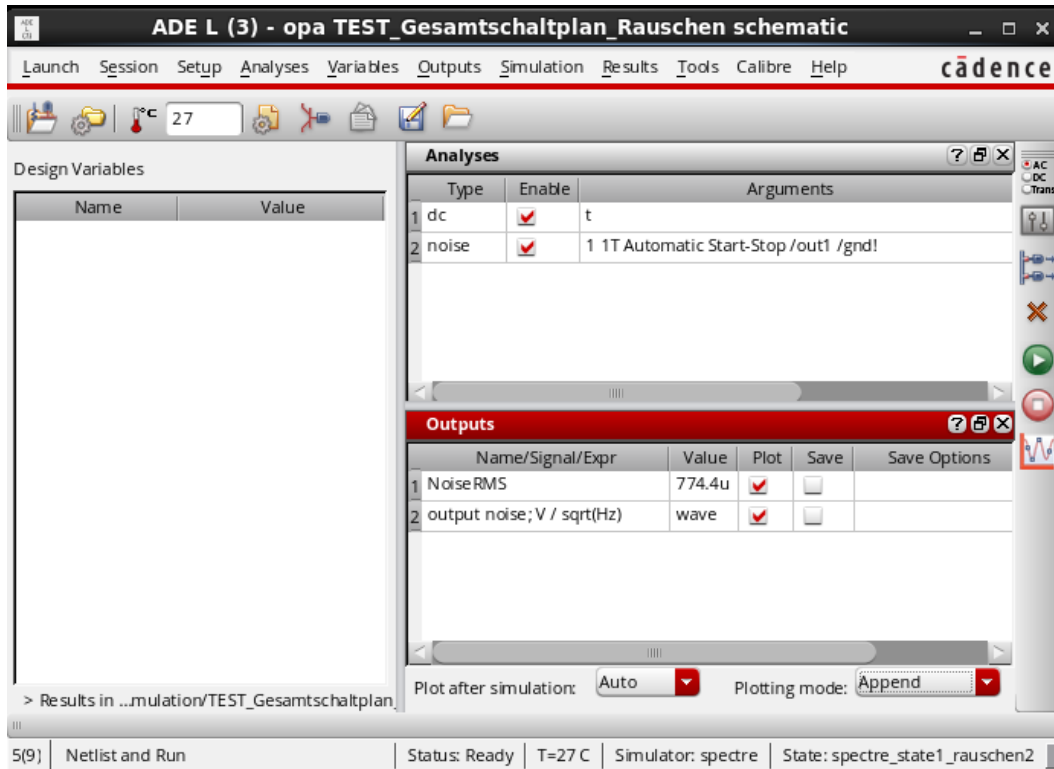 ADE L (3) - opa TEST_Gesamtschaltplan_Rauschen schematic
Launch Session Setup Analyses Variables Outputs Simulation Results Tools Calibre Help cādence
°C 27
Design Variables
Name Value
Analyses
Type Enable Arguments
1 dc t
2 noise 1 1T Automatic Start-Stop /out1 /gnd!
AC
DC
Trans
Outputs
Name/Signal/Expr Value Plot Save Save Options
1 NoiseRMS 774.4u
2 output noise; V / sqrt(Hz) wave
Plot after simulation: Auto Plotting mode: Append
> Results in ...mulation/TEST_Gesamtschaltplan_
5(9) Netlist and Run Status: Ready T=27 C Simulator: spectre State: spectre_state1_rauschen2